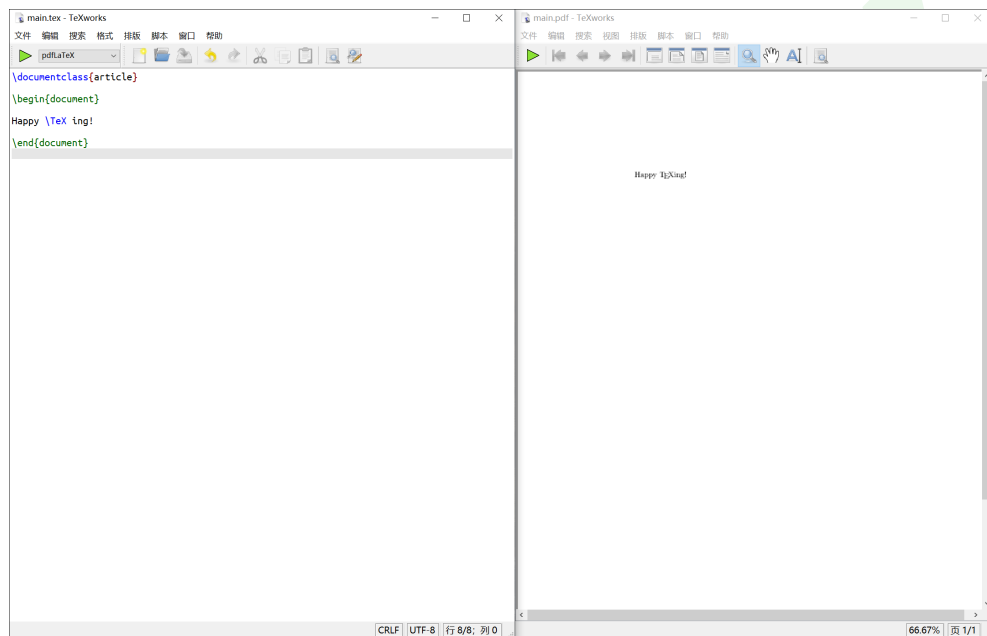 main.tex - TeXworks
文件 编辑 搜索 格式 排版 脚本 窗口 帮助
pdfLaTeX
\documentclass{article}
\begin{document}
Happy \TeX ing!
\end{document}
CRLF UTF-8 行 8/8; 列 0
main.pdf - TeXworks
文件 编辑 搜索 视图 排版 脚本 窗口 帮助
Happy TEXing!
66.67% 页 1/1